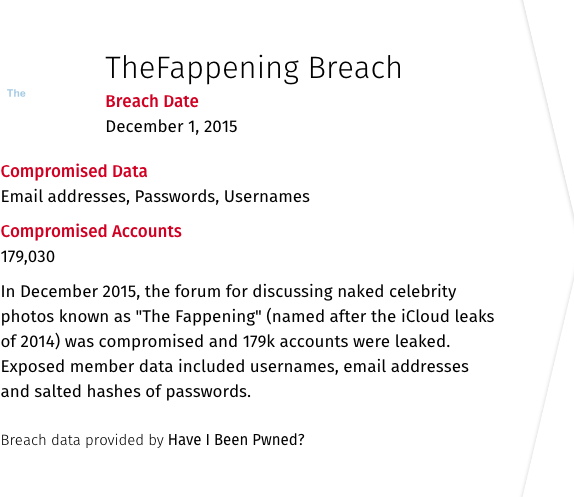 TheFappening Breach
The
Breach Date
December 1, 2015
Compromised Data
Email addresses, Passwords, Usernames
Compromised Accounts
179,030
In December 2015, the forum for discussing naked celebrity
photos known as "The Fappening" (named after the iCloud leaks
of 2014) was compromised and 179k accounts were leaked.
Exposed member data included usernames, email addresses
and salted hashes of passwords.
Breach data provided by Have I Been Pwned?